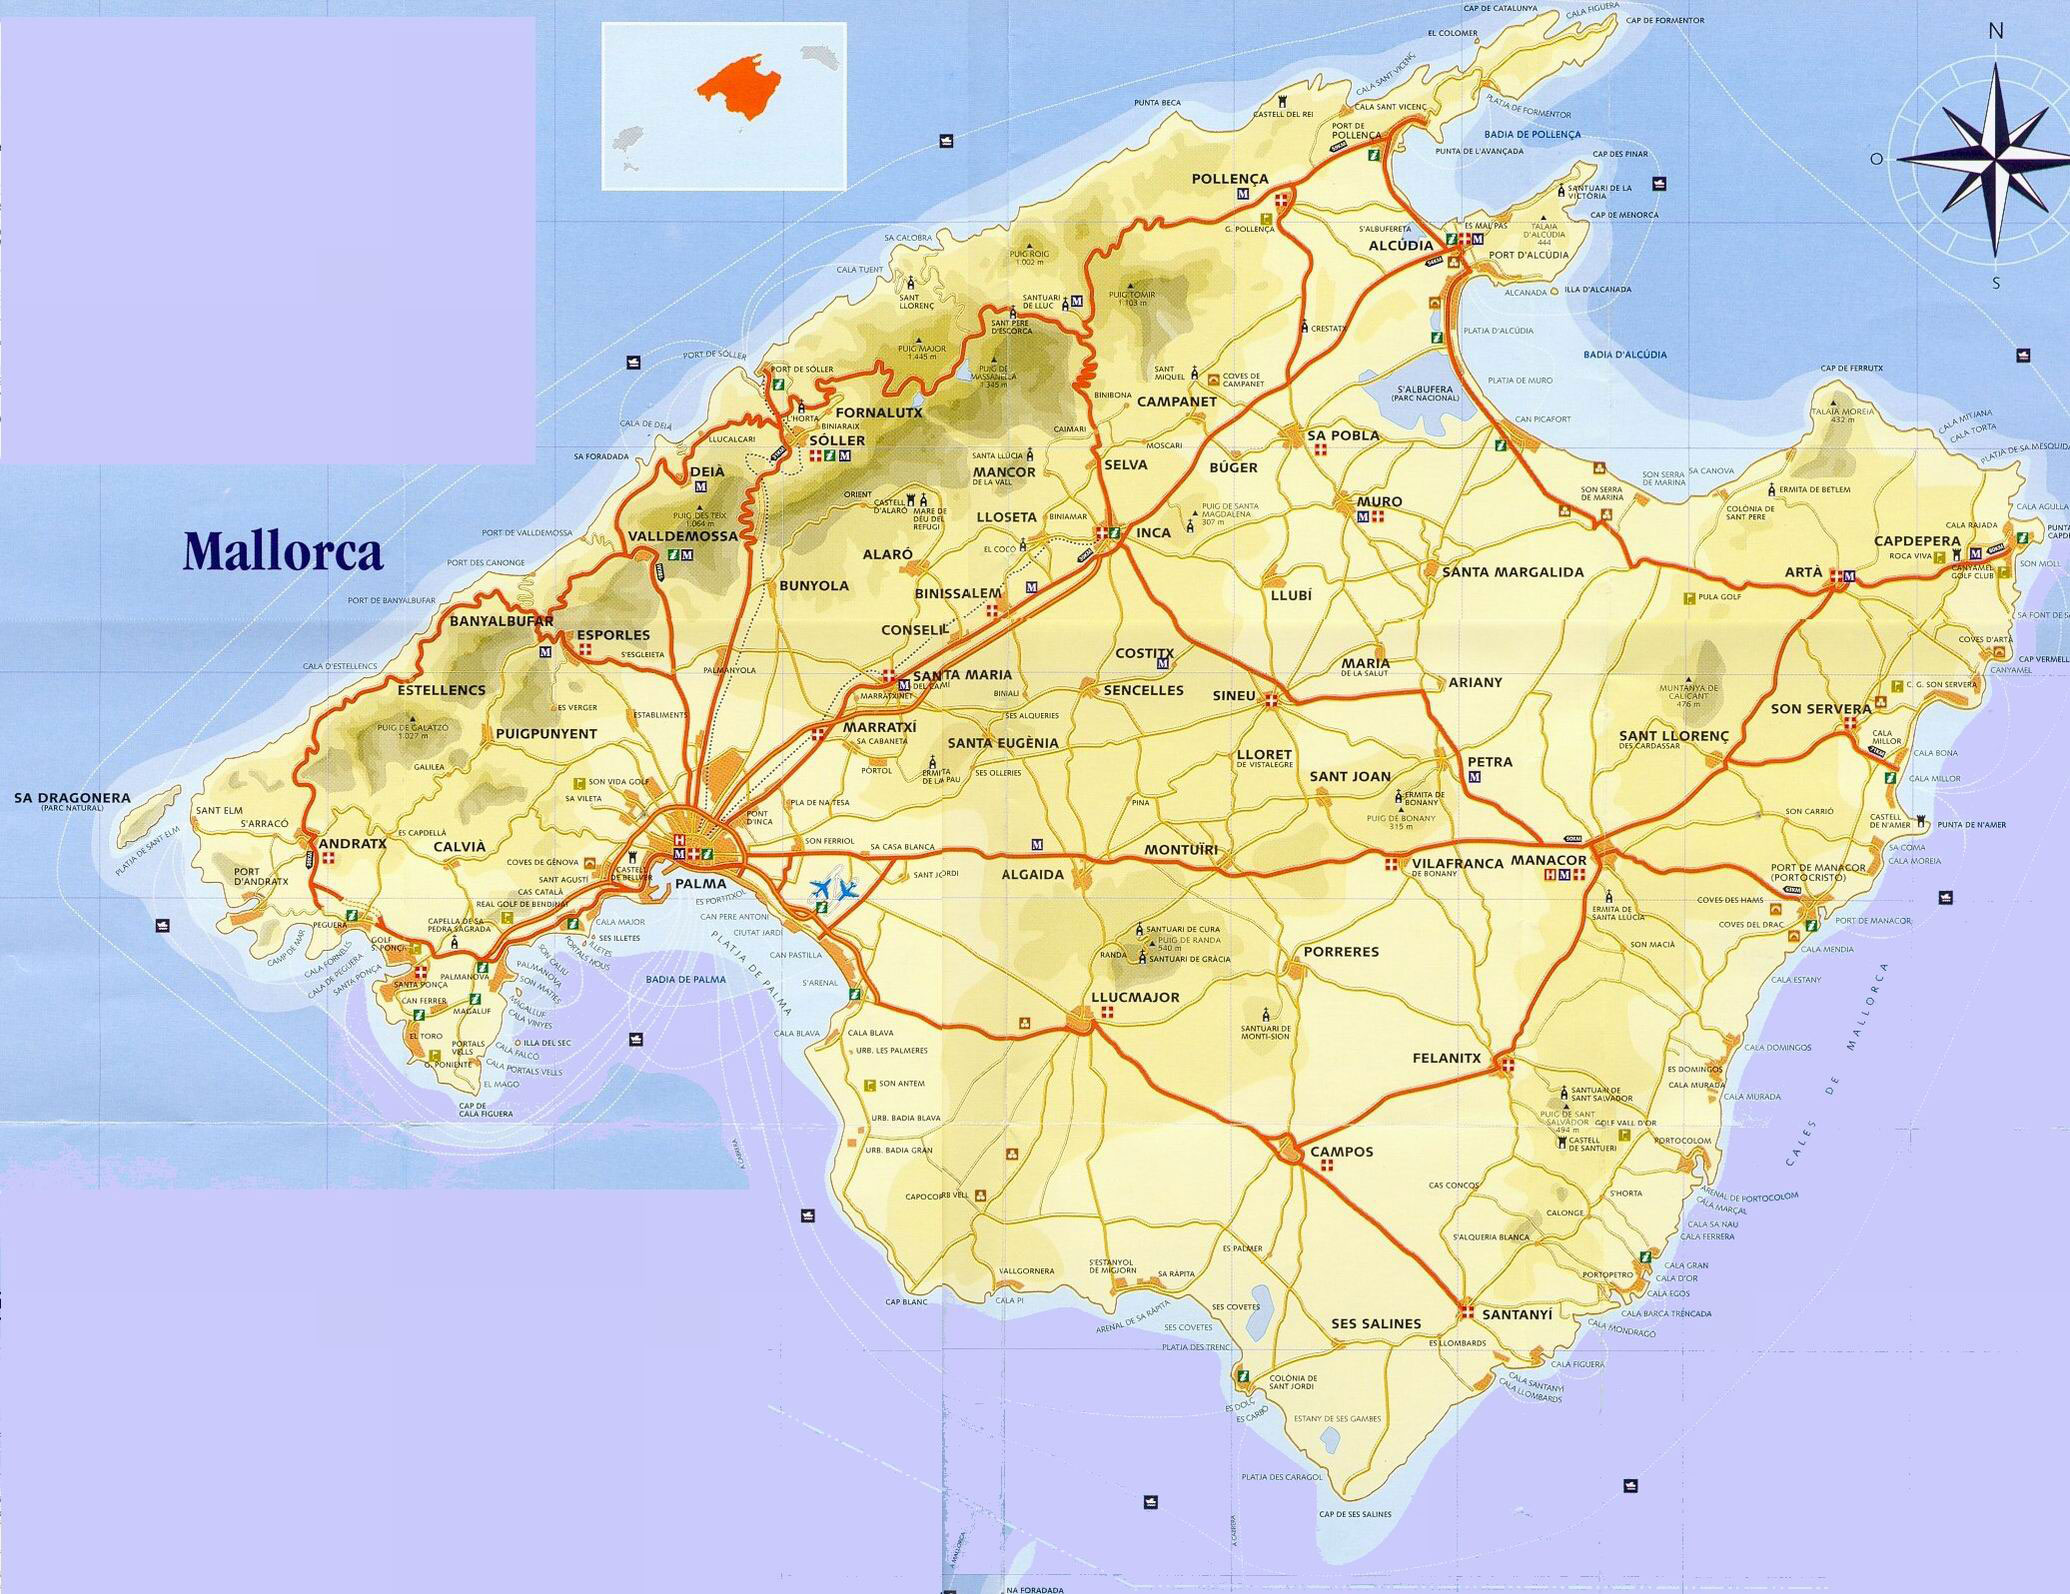 CAP DE CATALUNYA
CALA FIGUERA
CAP DE FORMENTOR
EL COLOMER
N
CALA SANT VICENÇ
PUNTA BECA
CASTELL DEL REI
CALA SANT VICENÇ
PLATJA DE FORMENTOR
PORT DE
POLLENÇA
BADIA DE POLLENÇA
PUNTA DE L'AVANÇADA
CAP DES PINAR
O
POLLENÇA
M
SANTUARI DE LA
VICTÒRIA
CAP DE MENORCA
G. POLLENÇA
S'ALBUFERETA
ES MAL PAS
TALAIA
D'ALCÚDIA
444
ALCÚDIA
M
PORT D'ALCÚDIA
S
SA CALOBRA
PUIG ROIG
1.002 m
CALA TUENT
SANT
LLORENÇ
SANTUARI
DE LLUC
M
PUIG TOMIR
1.103 m
ALCANADA
ILLA D'ALCANADA
SANT PERE
D'ESCORCA
CRESTATX
PLATJA D'ALCÚDIA
PUIG MAJOR
1.445 m
PUIG DE
MASSANELLA
1.345 m
BADIA D'ALCÚDIA
PORT DE SÓLLER
PORT DE SÓLLER
SANT
MIQUEL
COVES DE
CAMPANET
PLATJA DE MURO
CAP DE FERRUTX
S'ALBUFERA
(PARC NACIONAL)
BINIBONA
CAMPANET
L'HORTA
FORNALUTX
BINIARAIX
CALA DE DEIÀ
LLUCALCARI
SÓLLER
M
CAIMARI
MOSCARI
SA POBLA
CAN PICAFORT
TALAIA MOREIA
432 m
CALA MITJANA
CALA TORTA
SA FORADADA
DEIÀ
M
SANTA LLÚCIA
MANCOR
DE LA VALL
SELVA
BÚGER
SON SERRA
DE MARINA
SA CANOVA
ORIENT
CASTELL
D'ALARÓ
MARE DE
DÉU DEL
REFUGI
SON SERRA
DE MARINA
ERMITA DE BETLEM
COLÒNIA DE
SANT PERE
MURO
M
PUIG DE SANTA
MAGDALENA
307 m
PUIG DES TEIX
1.064 m
LLOSETA
BINIAMAR
Mallorca
PORT DE VALLDEMOSSA
VALLDEMOSSA
M
INCA
EL COCÓ
ALARÓ
CALA RAJADA
CAPDEPERA
M
ROCA VIVA
CANYAMEL
GOLF CLUB
SON MOLL
PORT DES CANONGE
PORT DE BANYALBUFAR
BUNYOLA
BINISSALEM
M
LLUBÍ
SANTA MARGALIDA
ARTÀ
M
PULA GOLF
BANYALBUFAR
M
ESPORLES
S'ESGLEIETA
CONSELL
COVES D'ARTÀ
CAP VERMELL
CANYAMEL
CALA D'ESTELLENCS
PALMANYOLA
SANTA MARIA
DEL CAMÍ
M
MARRATXINET
COSTITX
M
MARIA
DE LA SALUT
ARIANY
C. G. SON SERVERA
ESTELLENCS
ES VERGER
ESTABLIMENTS
BINIALI
SENCELLES
SINEU
MUNTANYA DE
CALICANT
476 m
SON SERVERA
PUIG DE GALATZÓ
1.027 m
PUIGPUNYENT
MARRATXÍ
SA CABANETA
ES ALQUERIES
SANTA EUGÈNIA
SANT LLORENÇ
DES CARDASSAR
CALA
MILLOR
CALA BONA
GALILEA
PÒRTOL
ERMITA
DE LA PAU
SES OLLERIES
LLORET
DE VISTALEGRE
SANT JOAN
PETRA
M
CALA MILLOR
SON VIDA GOLF
SA VILETA
SA DRAGONERA
(PARC NATURAL)
PLA DE NA TESA
PONT
D'INCA
PINA
ERMITA DE
BONANY
PUIG DE BONANY
315 m
SON CARRIÓ
CASTELL
DE N'AMER
PUNTA DE N'AMER
SANT ELM
S'ARRACÓ
PLATJA DE SANT ELM
ANDRATX
ES CAPDELLÀ
CALVIÀ
COVES DE GÈNOVA
H
M
SON FERRIOL
SA CASA BLANCA
M
MONTUÏRI
VILAFRANCA
DE BONANY
MANACOR
H M
SA COMA
CALA MOREIA
PORT
D'ANDRATX
SANT AGUSTÍ
CAS CATALÀ
REAL GOLF DE BENDINAT
CASTELL
DE BELLVER
PALMA
ES PORTITXOL
SANT JORDI
ALGAIDA
PORT DE MANACOR
(PORTOCRISTO)
COVES DES HAMS
COVES DEL DRAC
PORT DE MANACOR
CALA MENDIA
PEGUERA
CAPELLA DE SA
PEDRA SAGRADA
CALA MAJOR
SES ILLETES
ILLETES
PORTALS NOUS
CAN PERE ANTONI
CIUTAT JARDÍ
CAN PASTILLA
PLATJA DE PALMA
S'ARENAL
CAMP DE MAR
CALA FORNELLS
CALA DE PEGUERA
SANTA PONÇA
GOLF
S. PONÇA
SANTA PONÇA
PALMANOVA
PALMANOVA
SON MATIES
MAGALLUF
CALA VINYES
BADIA DE PALMA
SANTUARI DE CURA
PUIG DE RANDA
540 m
RANDA
SANTUARI DE GRÀCIA
PORRERES
ERMITA DE
SANTA LLÚCIA
SON MACIÀ
CALA ESTANY
CALES DE MALLORCA
CAN FERRER
MAGALUF
EL TORO
PORTALS
VELLS
G. PONIENTE
ILLA DEL SEC
CALA FALCÓ
CALA PORTALS VELLS
EL MAGO
CAP DE
CALA FIGUERA
LLUCMAJOR
SANTUARI DE
MONTI-SION
CALA BLAVA
CALA BLAVA
URB. LES PALMERES
SON ANTEM
URB. BADIA BLAVA
URB. BADIA GRAN
FELANITX
CALA DOMINGOS
ES DOMINGOS
CALA MURADA
CALA MURADA
SANTUARI DE
SANT SALVADOR
PUIG DE SANT
SALVADOR
494 m
GOLF VALL D'OR
CASTELL
DE SANTUERI
PORTOCOLOM
CAMPOS
CAPOCORB VELL
CAS CONCOS
S'HORTA
CALONGE
S'ALQUERIA BLANCA
ARENAL DE PORTOCOLOM
CALA MARÇAL
CALA SA NAU
CALA FERRERA
CALA GRAN
CALA D'OR
CALA EGOS
PORTOPETRO
CALA BARCA TRENCADA
CALA MONDRAGÓ
ES PALMER
S'ESTANYOL
DE MIGJORN
SA RÀPITA
VALLGORNERA
CAP BLANC
CALA PI
ARENAL DE SA RÀPITA
SES COVETES
SES COVETES
PLATJA DES TRENC
SES SALINES
SANTANYÍ
ES LLOMBARDS
CALA FIGUERA
CALA SANTANYÍ
CALA LLOMBARDS
COLÒNIA DE
SANT JORDI
ES DOLÇ
ES CARBÓ
ESTANY DE SES GAMBES
PLATJA DES CARAGOL
CAP DE SES SALINES
A CABRERA
A CABRERA
A MALLORCA
NA FORADADA